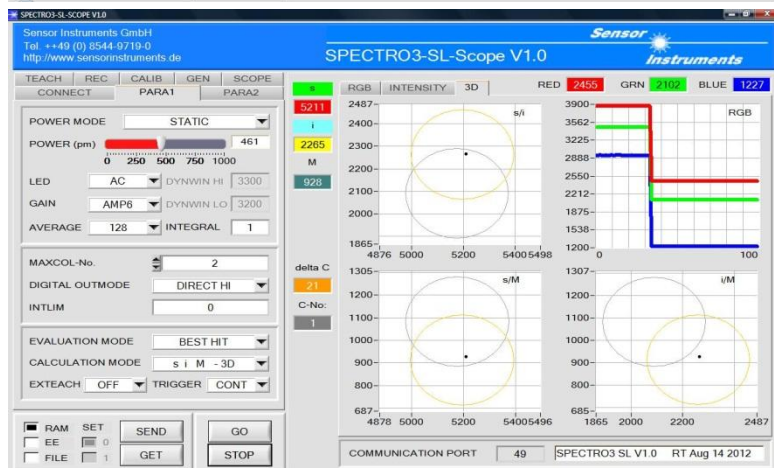 SPECTRO3-SL-SCOPE V1.0
Sensor Instruments GmbH
Tel. ++49 (0) 8544-9719-0
http://www.sensorinstruments.de
SPECTRO3-SL-Scope V1.0
Sensor
Instruments
TEACH REC CALIB GEN SCOPE
CONNECT PARA1 PARA2
POWER MODE STATIC
POWER (pm) 461
0 250 500 750 1000
LED AC DYNWIN HI 3300
GAIN AMP6 DYNWIN LO 3200
AVERAGE 128 INTEGRAL 1
MAXCOL-No. 2
DIGITAL OUTMODE DIRECT HI
INTLIM 0
EVALUATION MODE BEST HIT
CALCULATION MODE s i M - 3D
EXTEACH OFF TRIGGER CONT
RAM SET SEND GO
EE 0
FILE 1 GET STOP
s
5211
i
2265
M
928
delta C
21
C-No:
1
RGB INTENSITY 3D RED 2455 GRN 2102 BLUE 1227
s/i
2487
2400
2300
2200
2100
2000
1865
4876 5000 5200 5400 5498
RGB
3900
3562
3225
2888
2550
2212
1875
1538
1200
0 100
s/M
1305
1200
1100
1000
900
800
687
4878 5000 5200 5400 5496
i/M
1307
1200
1100
1000
900
800
685
1865 2000 2200 2487
COMMUNICATION PORT 49 SPECTRO3 SL V1.0 RT Aug 14 2012